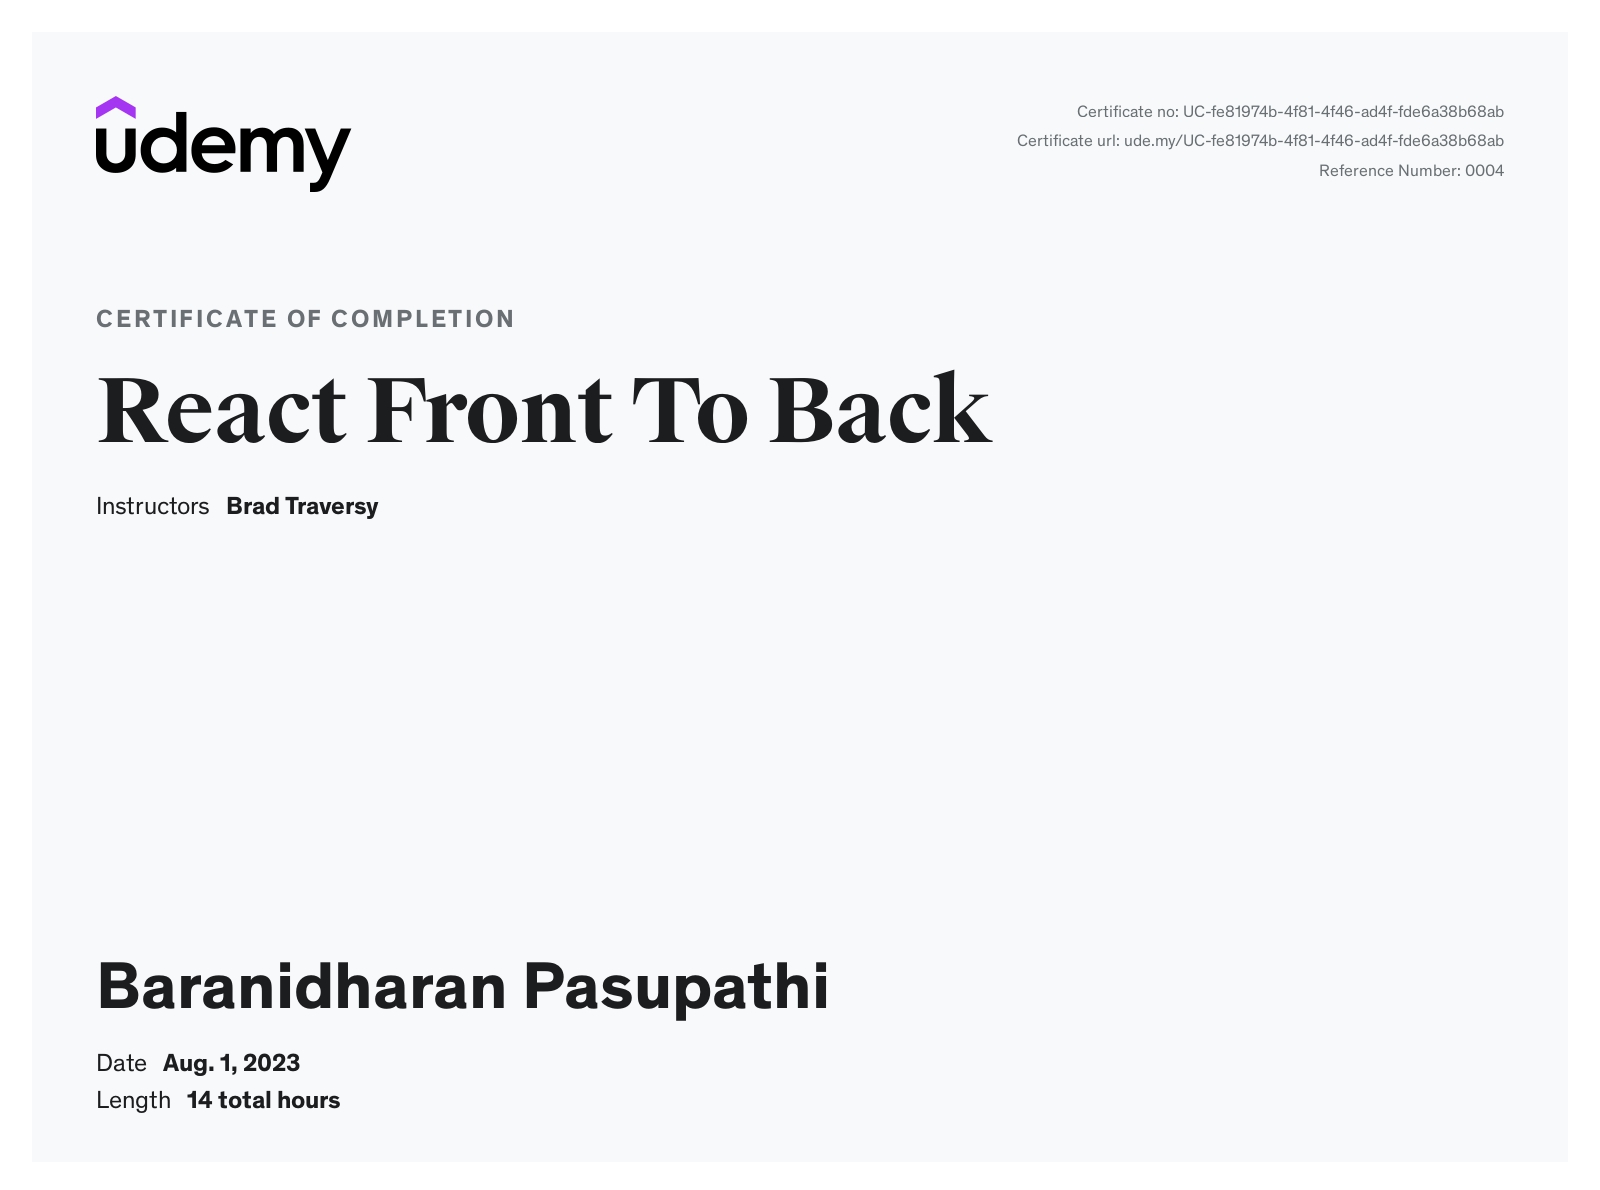 udemy
Certificate no: UC-fe81974b-4f81-4f46-ad4f-fde6a38b68ab
Certificate url: ude.my/UC-fe81974b-4f81-4f46-ad4f-fde6a38b68ab
Reference Number: 0004
CERTIFICATE OF COMPLETION
React Front To Back
Instructors Brad Traversy
Baranidharan Pasupathi
Date Aug. 1, 2023
Length 14 total hours